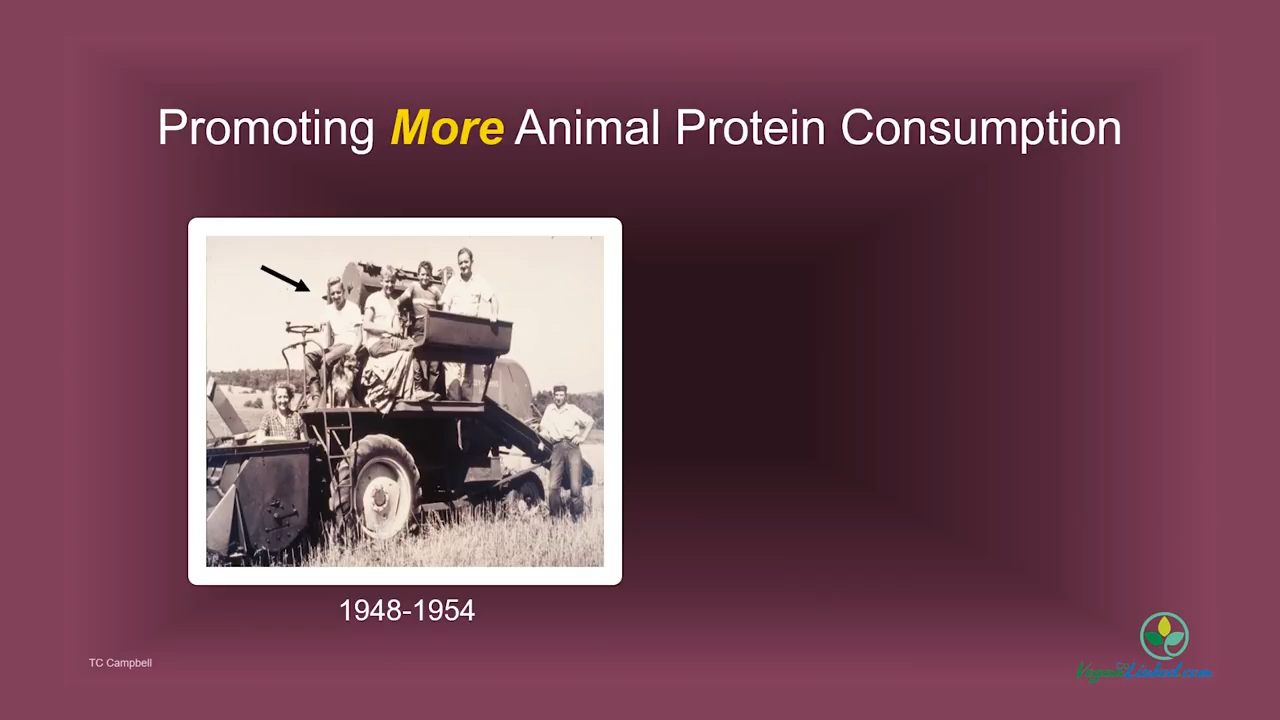 Promoting More Animal Protein Consumption
1948-1954
TC Campbell
VeganLinked.com